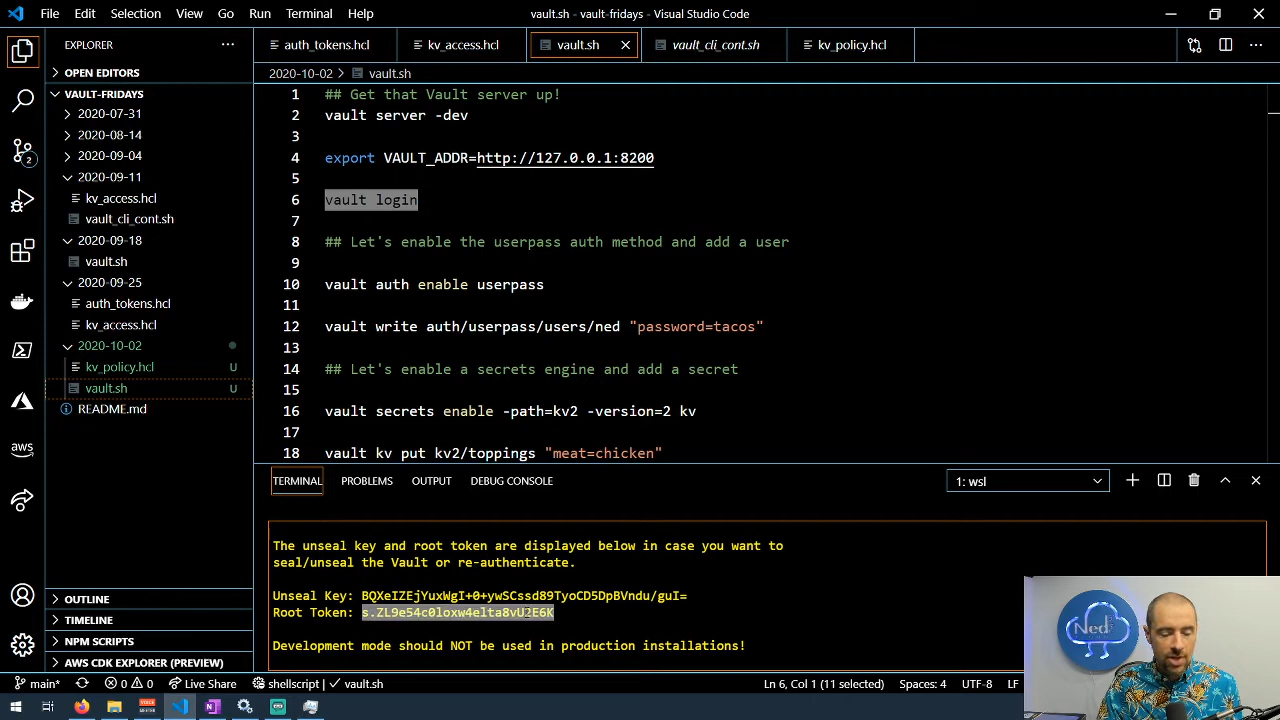 File Edit Selection View Go Run Terminal Help
vault.sh - vault-fridays - Visual Studio Code
EXPLORER
auth_tokens.hcl
kv_access.hcl
vault.sh
vault_cli_cont.sh
kv_policy.hcl
OPEN EDITORS
2020-10-02 > vault.sh
VAULT-FRIDAYS
2020-07-31
2020-08-14
2020-09-04
2020-09-11
kv_access.hcl
vault_cli_cont.sh
2020-09-18
vault.sh
2020-09-25
auth_tokens.hcl
kv_access.hcl
2020-10-02
kv_policy.hcl U
vault.sh U
README.md
OUTLINE
TIMELINE
NPM SCRIPTS
AWS CDK EXPLORER (PREVIEW)
aws
2
1 ## Get that Vault server up!
2 vault server -dev
3
4 export VAULT_ADDR=http://127.0.0.1:8200
5
6 vault login
7
8 ## Let's enable the userpass auth method and add a user
9
10 vault auth enable userpass
11
12 vault write auth/userpass/users/ned "password=tacos"
13
14 ## Let's enable a secrets engine and add a secret
15
16 vault secrets enable -path=kv2 -version=2 kv
17
18 vault kv put kv2/toppings "meat=chicken"
TERMINAL PROBLEMS OUTPUT DEBUG CONSOLE
1: wsl
The unseal key and root token are displayed below in case you want to
seal/unseal the Vault or re-authenticate.
Unseal Key: BQXeIZEjYuxWgI+0+ywSCssd89TyoCD5DpBVndu/guI=
Root Token: s.ZL9e54c0loxw4elta8vU2E6K
Development mode should NOT be used in production installations!
Ned
main* 0 0 Live Share shellscript | vault.sh
Ln 6, Col 1 (11 selected) Spaces: 4 UTF-8 LF